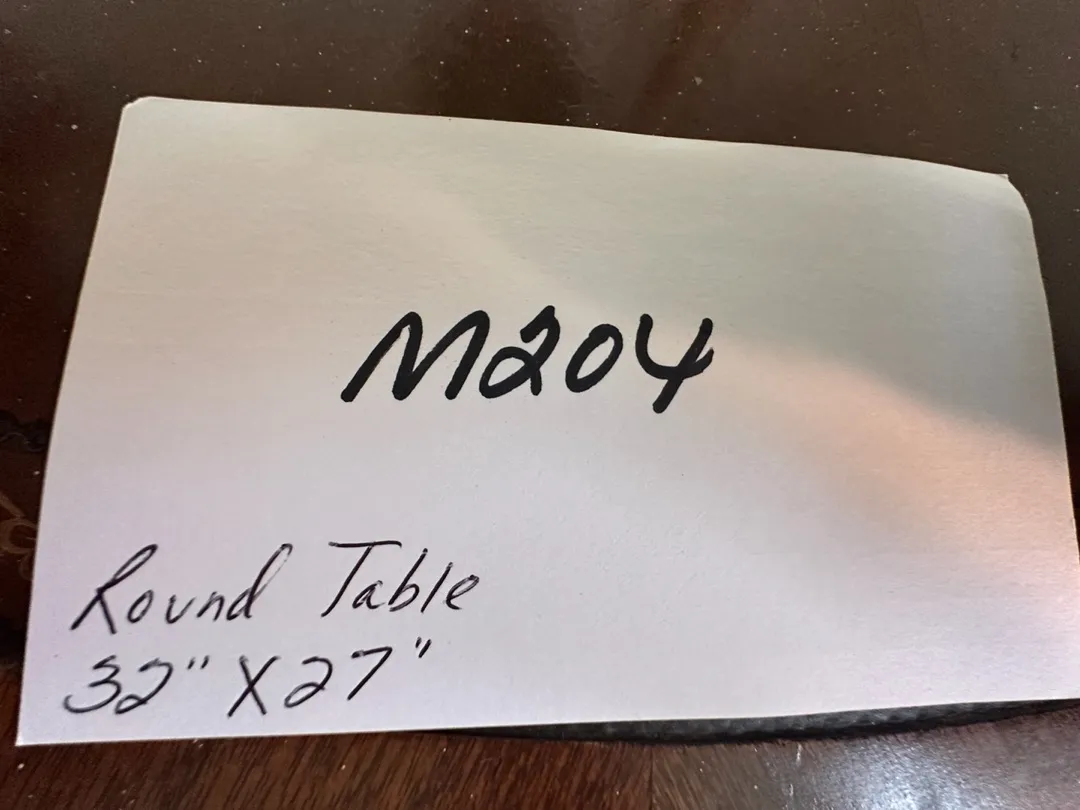 M204
Round Table
32" X 27"